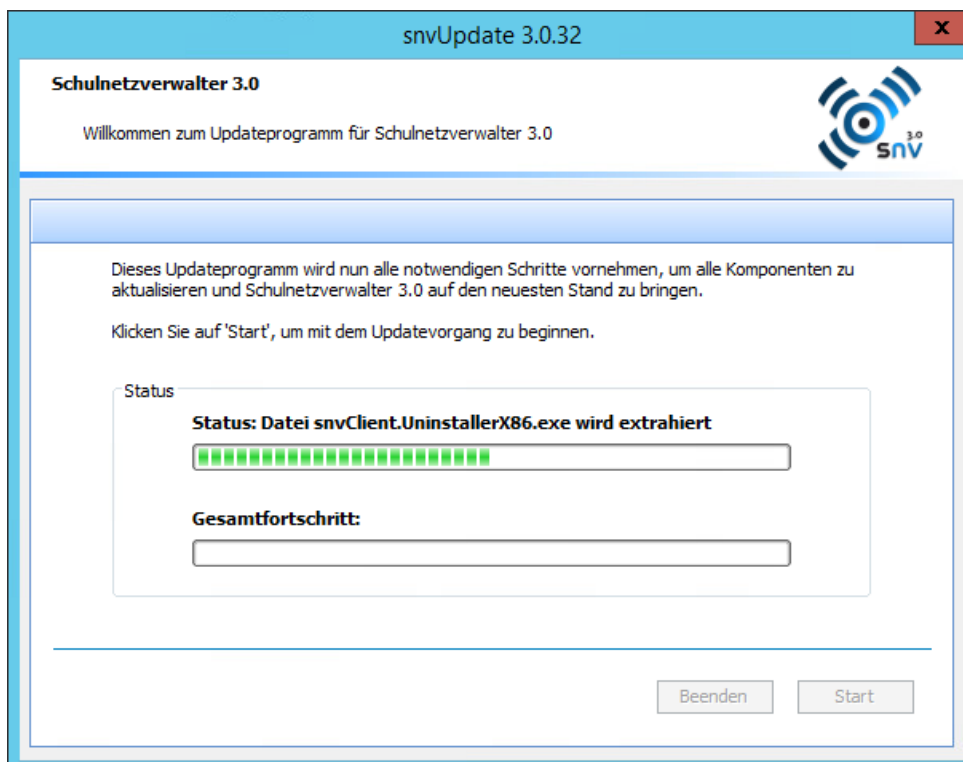 snvUpdate 3.0.32
x
Schulnetzverwalter 3.0
Willkommen zum Updateprogramm für Schulnetzverwalter 3.0
3.0
snv
Dieses Updateprogramm wird nun alle notwendigen Schritte vornehmen, um alle Komponenten zu
aktualisieren und Schulnetzverwalter 3.0 auf den neuesten Stand zu bringen.
Klicken Sie auf 'Start', um mit dem Updatevorgang zu beginnen.
Status
Status: Datei snvClient.UninstallerX86.exe wird extrahiert
Gesamtfortschritt:
Beenden
Start